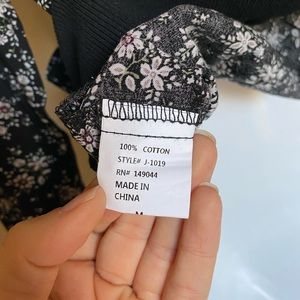 100% COTTON
STYLE# J-1019
RN# 149044
MADE IN
CHINA
M